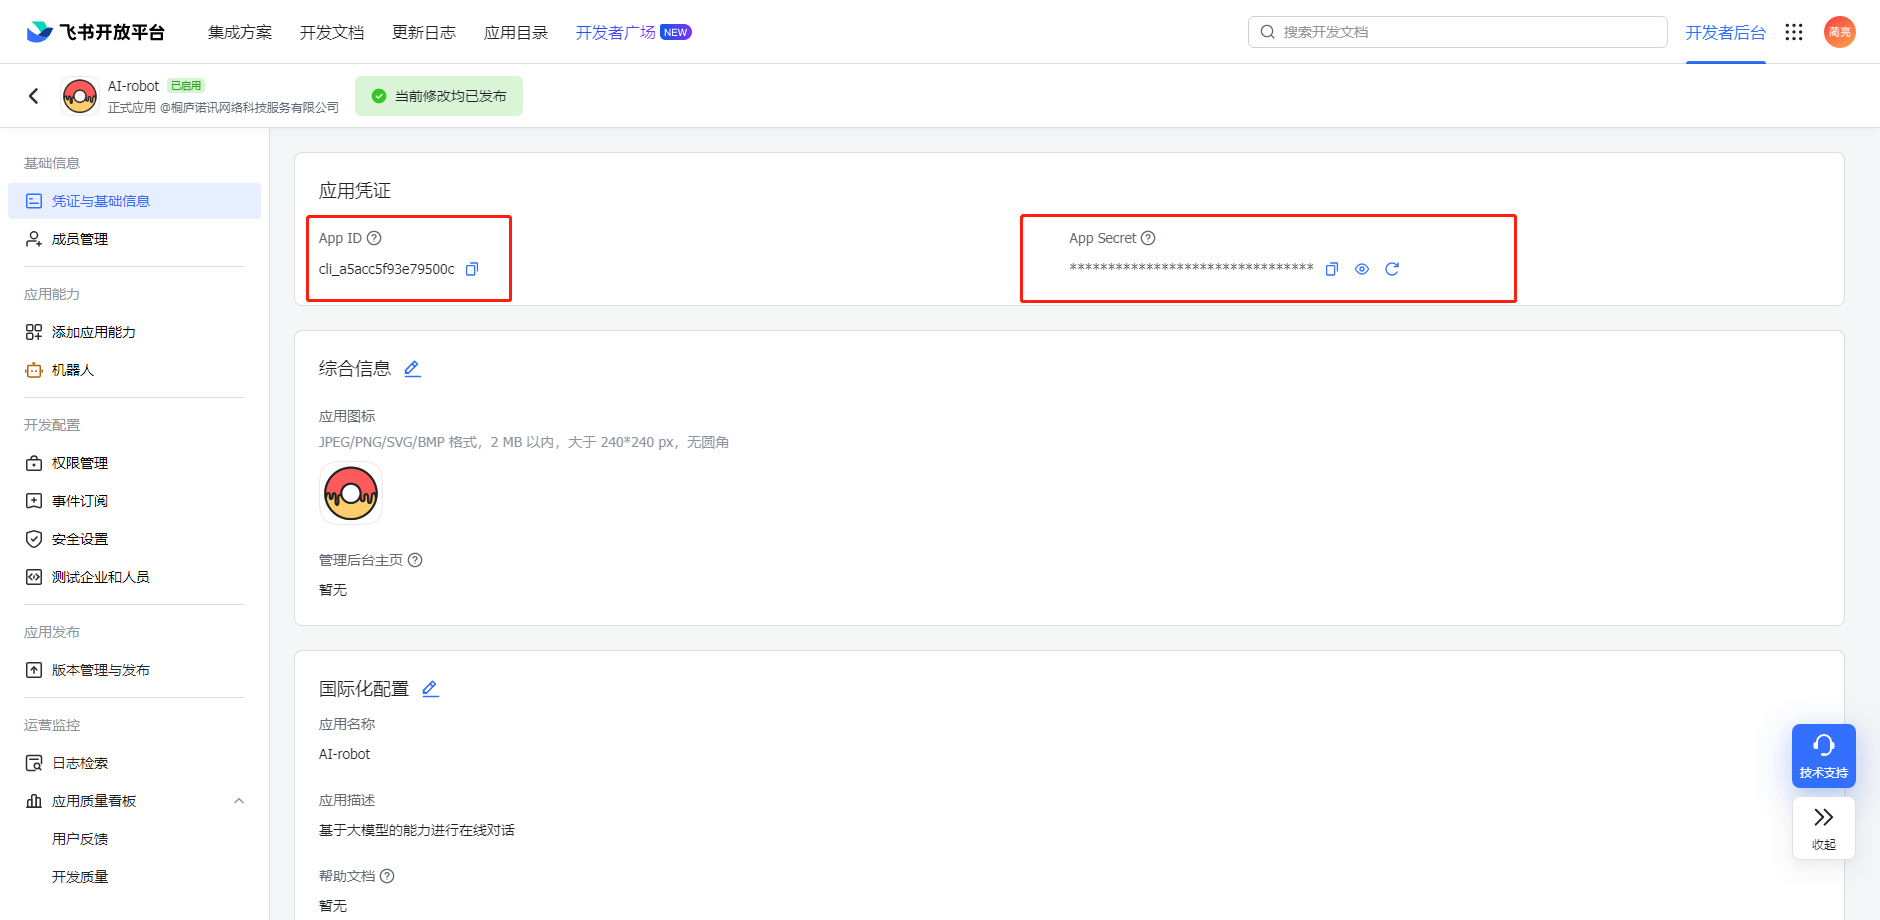 飞书开放平台
集成方案
开发文档
更新日志
应用目录
开发者广场 NEW
搜索开发文档
开发者后台
蔺亮
AI-robot 已启用
正式应用 @桐庐诺讯网络科技服务有限公司
当前修改均已发布
基础信息
凭证与基础信息
成员管理
应用能力
添加应用能力
机器人
开发配置
权限管理
事件订阅
安全设置
测试企业和人员
应用发布
版本管理与发布
运营监控
日志检索
应用质量看板
用户反馈
开发质量
应用凭证
App ID
cli_a5acc5f93e79500c
App Secret
********************************
综合信息
应用图标
JPEG/PNG/SVG/BMP 格式，2 MB 以内，大于 240*240 px，无圆角
管理后台主页
暂无
国际化配置
应用名称
AI-robot
应用描述
基于大模型的能力进行在线对话
帮助文档
暂无
技术支持
收起